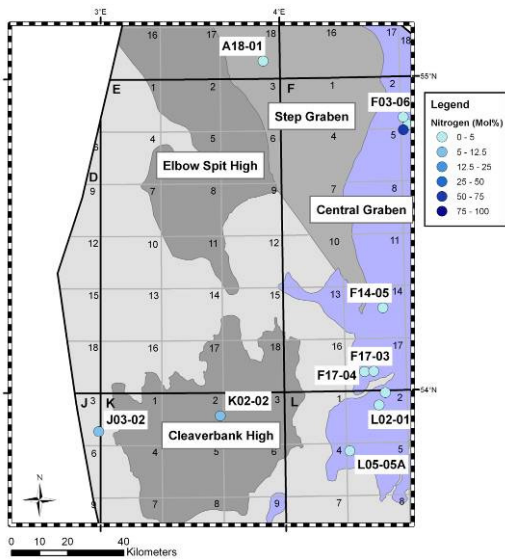 3°E 4°E
16 17 18 16 17 18
A18-01
55°N
E 1 2 3 F 1 2
F03-06
Step Graben
6 4 5 6 4 5
Elbow Spit High
D
9 7 8 9 7 8
Central Graben
12 10 11 12 10 11
15 13 14 15 13 14
F14-05
18 16 17 18 16 17
F17-03
F17-04
54°N
J 3 K 1 2 3 L 1 2
K02-02
J03-02
L02-01
Cleaverbank High
6 4 5 6 4 5
L05-05A
9 7 8 9 7 8
N
0 10 20 40
Kilometers
Legend
Nitrogen (Mol%)
0 - 5
5 - 12.5
12.5 - 25
25 - 50
50 - 75
75 - 100